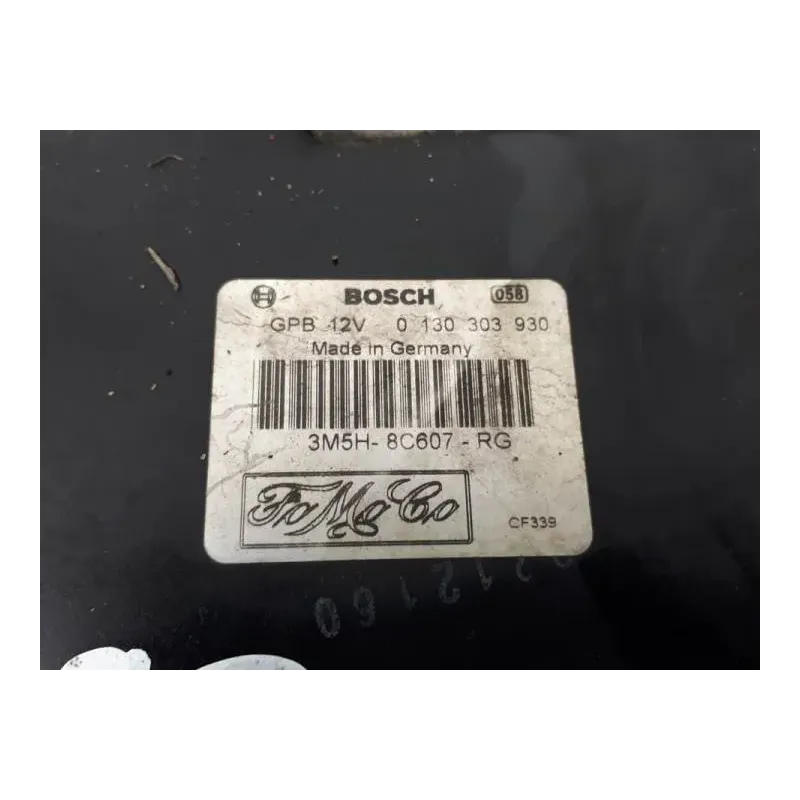 BOSCH 058
GPB 12V 0 130 303 930
Made in Germany
3M5H-8C607-RG
FoMoCo
CF339